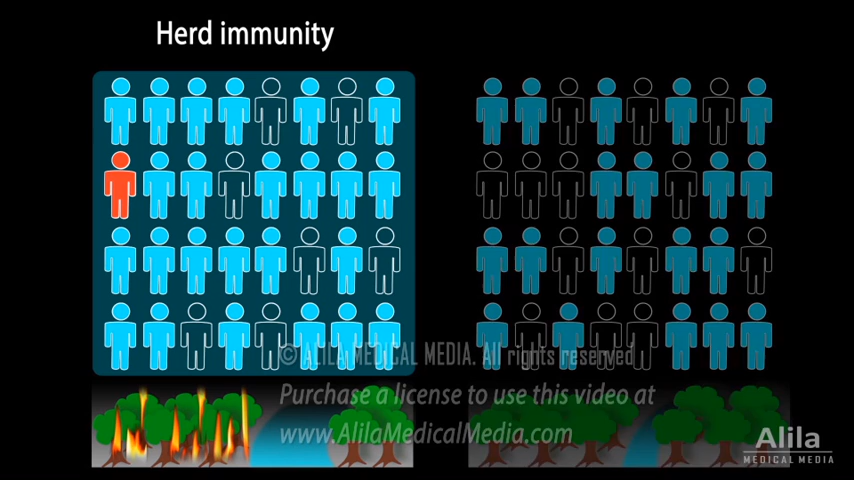 Herd immunity
© ALILA MEDICAL MEDIA. All rights reserved
Purchase a license to use this video at
www.AlilaMedicalMedia.com
Alila
MEDICAL MEDIA